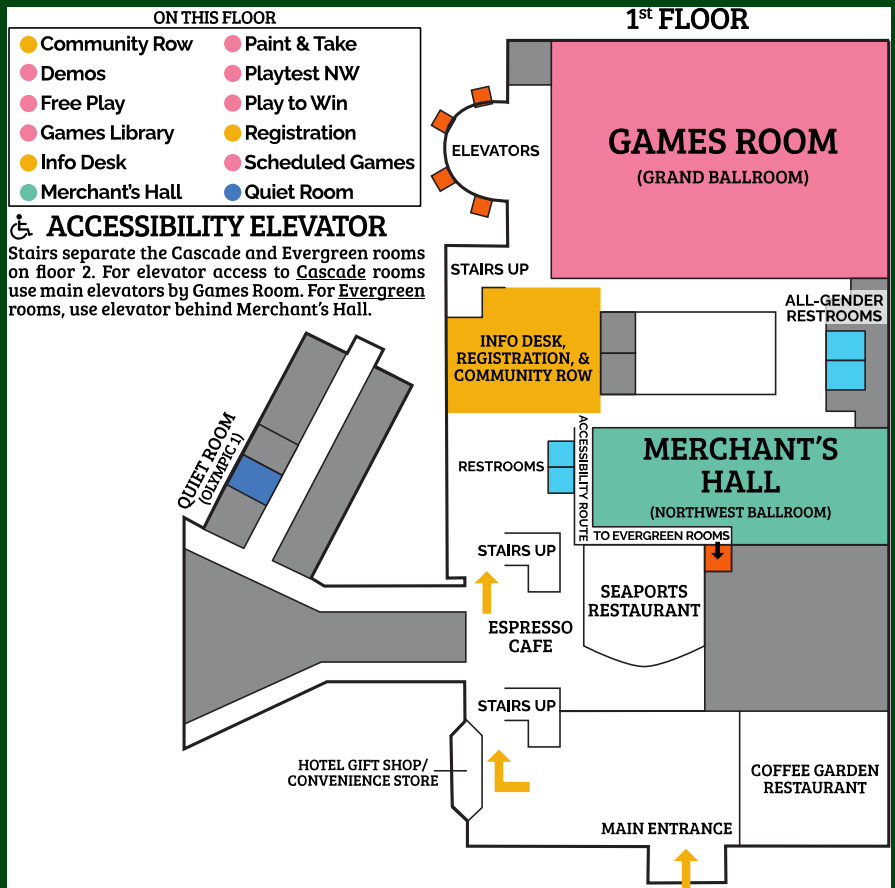 ON THIS FLOOR
Community Row
Demos
Free Play
Games Library
Info Desk
Merchant's Hall
Paint & Take
Playtest NW
Play to Win
Registration
Scheduled Games
Quiet Room
ACCESSIBILITY ELEVATOR
Stairs separate the Cascade and Evergreen rooms
on floor 2. For elevator access to Cascade rooms
use main elevators by Games Room. For Evergreen
rooms, use elevator behind Merchant's Hall.
1st FLOOR
GAMES ROOM
(GRAND BALLROOM)
ELEVATORS
STAIRS UP
ALL-GENDER
RESTROOMS
INFO DESK,
REGISTRATION, &
COMMUNITY ROW
QUIET ROOM
(OLYMPIC 1)
RESTROOMS
ACCESSIBILITY ROUTE
TO EVERGREEN ROOMS
MERCHANT'S
HALL
(NORTHWEST BALLROOM)
STAIRS UP
SEAPORTS
RESTAURANT
ESPRESSO
CAFE
STAIRS UP
HOTEL GIFT SHOP/
CONVENIENCE STORE
COFFEE GARDEN
RESTAURANT
MAIN ENTRANCE